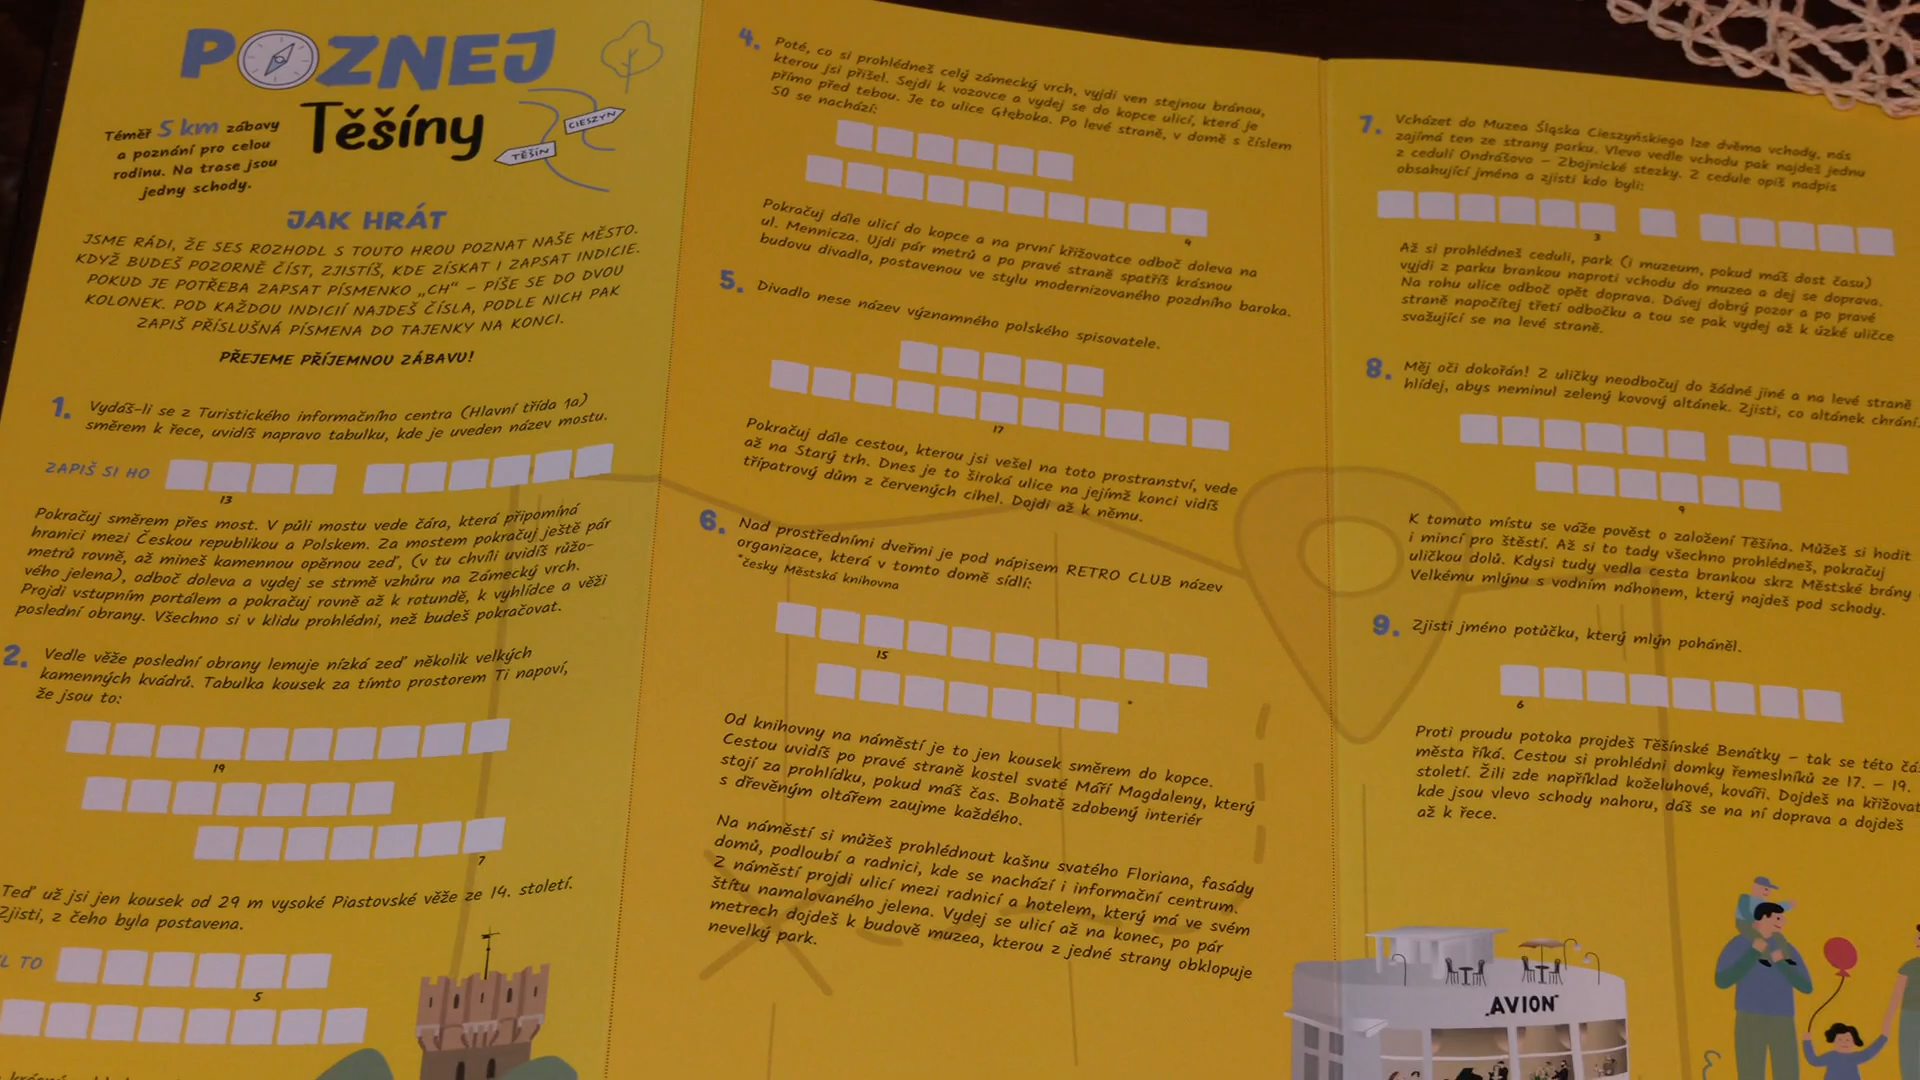 POZNEJ
Těšíny
Téměř 5 km zábavy
a poznání pro celou
rodinu. Na trase jsou
jedny schody.
CIESZYN
TĚŠÍN
JAK HRÁT
JSME RÁDI, ŽE SES ROZHODL S TOUTO HROU POZNAT NAŠE MĚSTO.
KDYŽ BUDEŠ POZORNĚ ČÍST, ZJISTÍŠ, KDE ZÍSKAT I ZAPSAT INDICIE.
POKUD JE POTŘEBA ZAPSAT PÍSMENKO „CH" – PÍŠE SE DO DVOU
KOLONEK. POD KAŽDOU INDICIÍ NAJDEŠ ČÍSLA, PODLE NICH PAK
ZAPIŠ PŘÍSLUŠNÁ PÍSMENA DO TAJENKY NA KONCI.
PŘEJEME PŘÍJEMNOU ZÁBAVU!
1. Vydáš-li se z Turistického informačního centra (Hlavní třída 1a)
směrem k řece, uvidíš napravo tabulku, kde je uveden název mostu.
ZAPIŠ SI HO
13
Pokračuj směrem přes most. V půli mostu vede čára, která připomíná
hranici mezi Českou republikou a Polskem. Za mostem pokračuj ještě pár
metrů rovně, až mineš kamennou opěrnou zeď, (v tu chvíli uvidíš růžo-
vého jelena), odboč doleva a vydej se strmě vzhůru na Zámecký vrch.
Projdi vstupním portálem a pokračuj rovně až k rotundě, k vyhlídce a věži
poslední obrany. Všechno si v klidu prohlédni, než budeš pokračovat.
2. Vedle věže poslední obrany lemuje nízká zeď několik velkých
kamenných kvádrů. Tabulka kousek za tímto prostorem Ti napoví,
že jsou to:
19
7
Teď už jsi jen kousek od 29 m vysoké Piastovské věže ze 14. století.
Zjisti, z čeho byla postavena.
TO
5
4. Poté, co si prohlédneš celý zámecký vrch, vyjdi ven stejnou bránou,
kterou jsi přišel. Sejdi k vozovce a vydej se do kopce ulicí, která je
přímo před tebou. Je to ulice Głęboka. Po levé straně, v domě s číslem
50 se nachází:
4
Pokračuj dále ulicí do kopce a na první křižovatce odboč doleva na
ul. Mennicza. Ujdi pár metrů a po pravé straně spatříš krásnou
budovu divadla, postavenou ve stylu modernizovaného pozdního baroka.
5. Divadlo nese název významného polského spisovatele.
17
Pokračuj dále cestou, kterou jsi vešel na toto prostranství, vede
až na Starý trh. Dnes je to široká ulice na jejímž konci vidíš
třípatrový dům z červených cihel. Dojdi až k němu.
6. Nad prostředními dveřmi je pod nápisem RETRO CLUB název
organizace, která v tomto domě sídlí:
*česky Městská knihovna
15
*
Od knihovny na náměstí je to jen kousek směrem do kopce.
Cestou uvidíš po pravé straně kostel svaté Máří Magdaleny, který
stojí za prohlídku, pokud máš čas. Bohatě zdobený interiér
s dřevěným oltářem zaujme každého.
Na náměstí si můžeš prohlédnout kašnu svatého Floriana, fasády
domů, podloubí a radnici, kde se nachází i informační centrum.
Z náměstí projdi ulicí mezi radnicí a hotelem, který má ve svém
štítu namalovaného jelena. Vydej se ulicí až na konec, po pár
metrech dojdeš k budově muzea, kterou z jedné strany obklopuje
nevelký park.
7. Vcházet do Muzea Śląska Cieszyńskiego lze dvěma vchody, nás
zajímá ten ze strany parku. Vlevo vedle vchodu pak najdeš jednu
z cedulí Ondrášovo – Zbojnické stezky. Z cedule opiš nadpis
obsahující jména a zjisti kdo byli:
3
Až si prohlédneš ceduli, park (i muzeum, pokud máš dost času)
vyjdi z parku brankou naproti vchodu do muzea a dej se doprava.
Na rohu ulice odboč opět doprava. Dávej dobrý pozor a po pravé
straně napočítej třetí odbočku a tou se pak vydej až k úzké uličce
svažující se na levé straně.
8. Měj oči dokořán! Z uličky neodbočuj do žádné jiné a na levé straně
hlídej, abys neminul zelený kovový altánek. Zjisti, co altánek chrání.
9
K tomuto místu se váže pověst o založení Těšína. Můžeš si hodit
i mincí pro štěstí. Až si to tady všechno prohlédneš, pokračuj
uličkou dolů. Kdysi tudy vedla cesta brankou skrz Městské brány
Velkému mlýnu s vodním náhonem, který najdeš pod schody.
9. Zjisti jméno potůčku, který mlýn poháněl.
6
Proti proudu potoka projdeš Těšínské Benátky – tak se této
města říká. Cestou si prohlédni domky řemeslníků ze 17. – 19.
století. Žili zde například koželuhové, kováři. Dojdeš na
kde jsou vlevo schody nahoru, dáš se na ní doprava a dojdeš
až k řece.
AVION